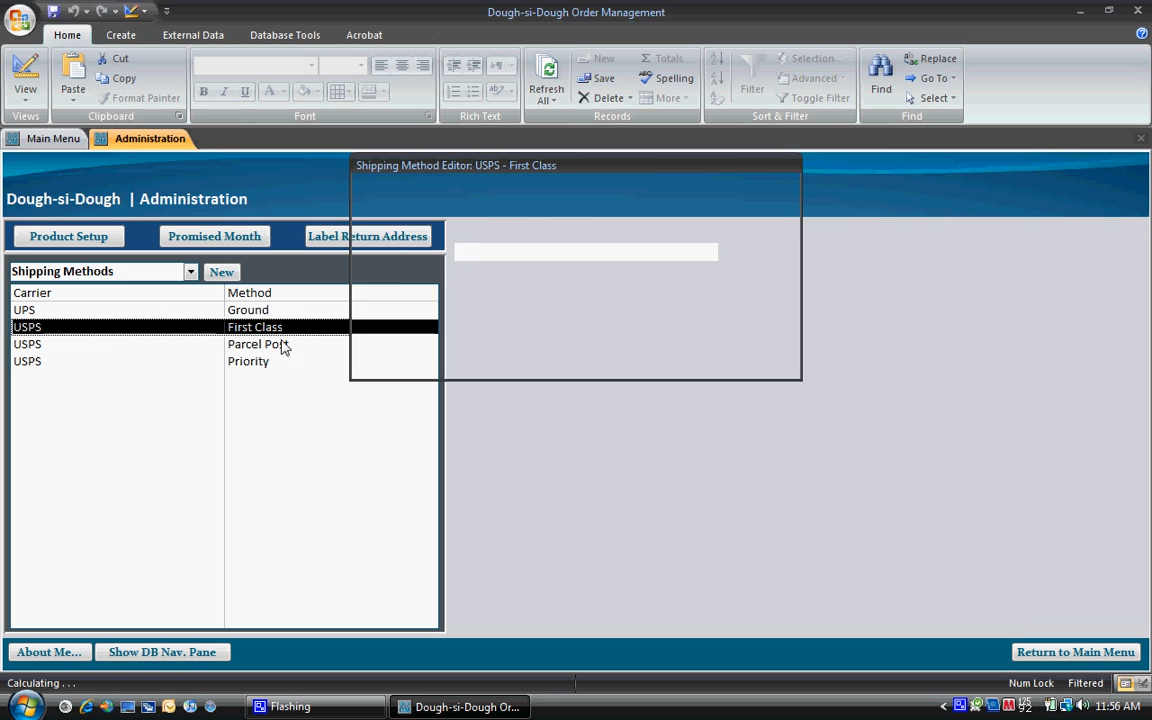 Dough-si-Dough Order Management
Home Create External Data Database Tools Acrobat
View
Views
Paste
Cut
Copy
Format Painter
Clipboard
B I U A
Font
Rich Text
Refresh All
New
Save
Delete
Totals
Spelling
More
Records
Filter
Selection
Advanced
Toggle Filter
Sort & Filter
Find
Replace
Go To
Select
Find
Main Menu Administration
Shipping Method Editor: USPS - First Class
Dough-si-Dough | Administration
Product Setup Promised Month Label Return Address
Shipping Methods New
Carrier Method
UPS Ground
USPS First Class
USPS Parcel Post
USPS Priority
About Me... Show DB Nav. Pane Return to Main Menu
Calculating . . . Num Lock Filtered
Flashing Dough-si-Dough Or... 11:56 AM